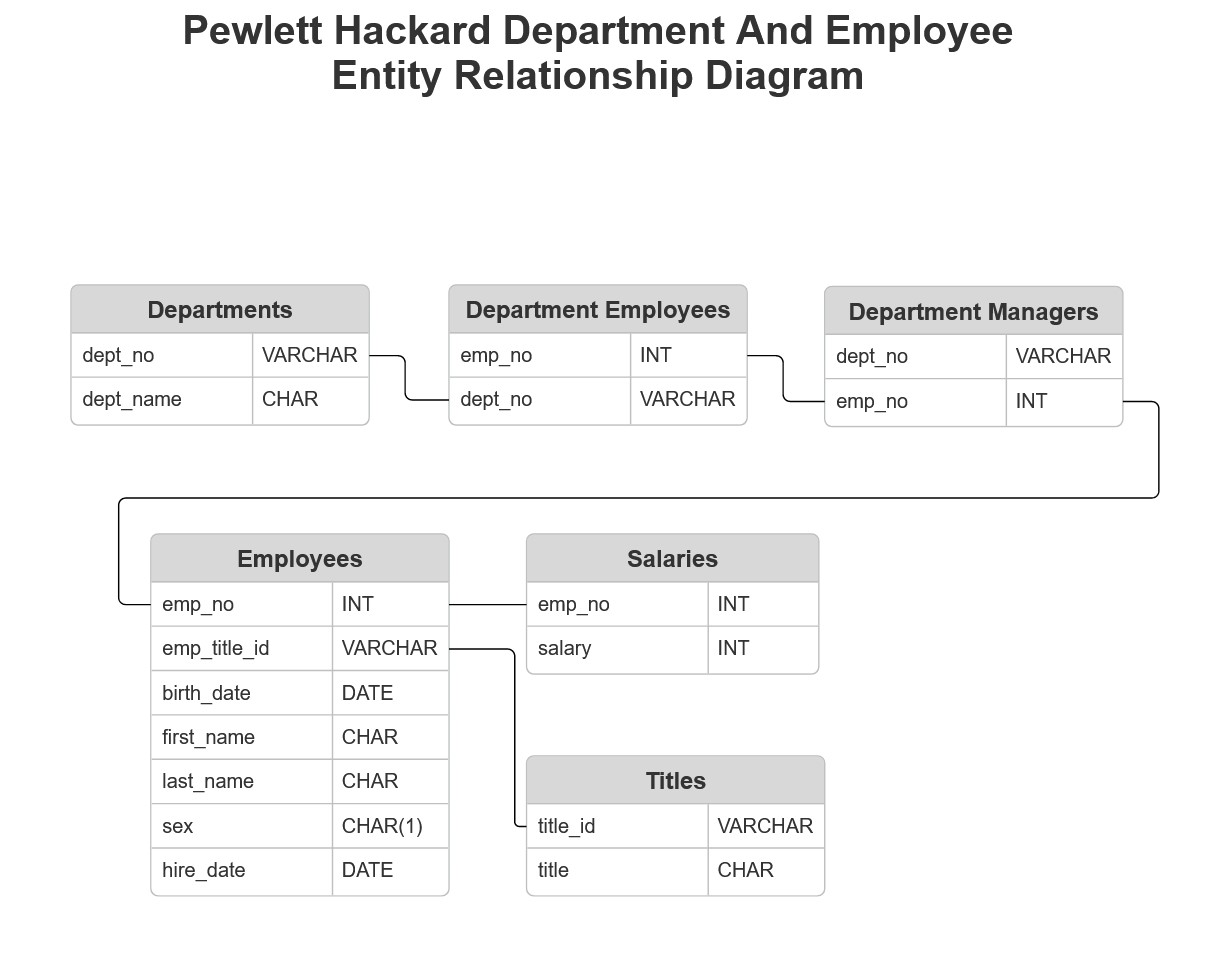 Pewlett Hackard Department And Employee
Entity Relationship Diagram
Departments
dept_no VARCHAR
dept_name CHAR
Department Employees
emp_no INT
dept_no VARCHAR
Department Managers
dept_no VARCHAR
emp_no INT
Employees
emp_no INT
emp_title_id VARCHAR
birth_date DATE
first_name CHAR
last_name CHAR
sex CHAR(1)
hire_date DATE
Salaries
emp_no INT
salary INT
Titles
title_id VARCHAR
title CHAR